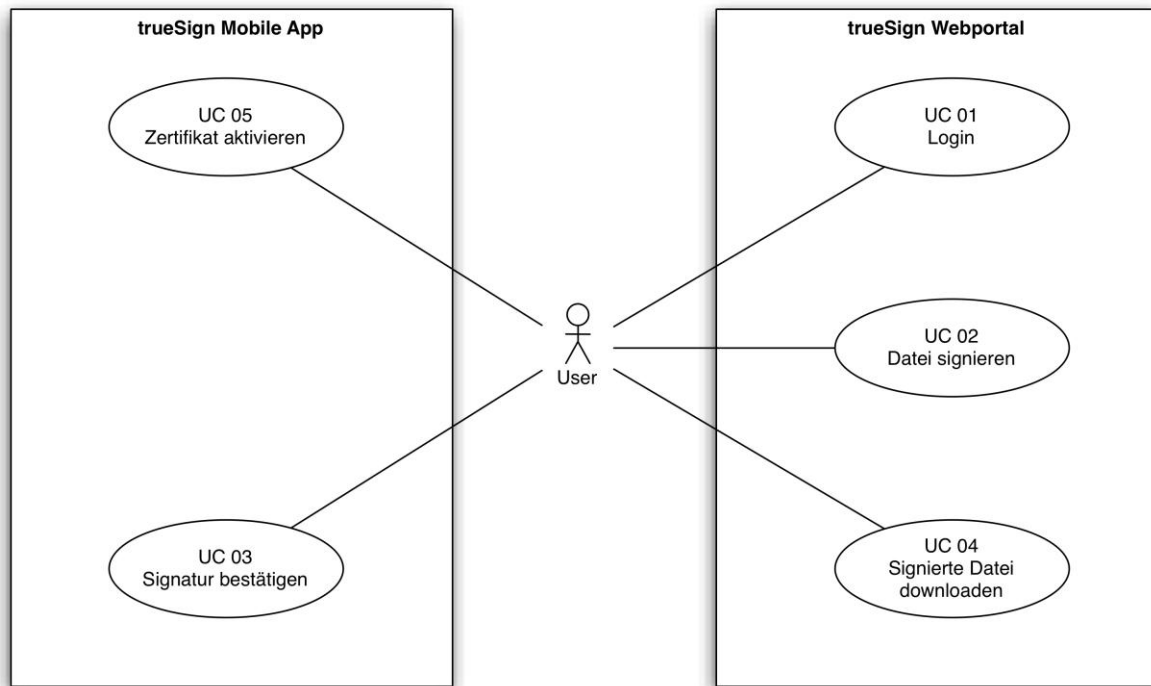 trueSign Mobile App
UC 05
Zertifikat aktivieren
UC 03
Signatur bestätigen
User
trueSign Webportal
UC 01
Login
UC 02
Datei signieren
UC 04
Signierte Datei
downloaden